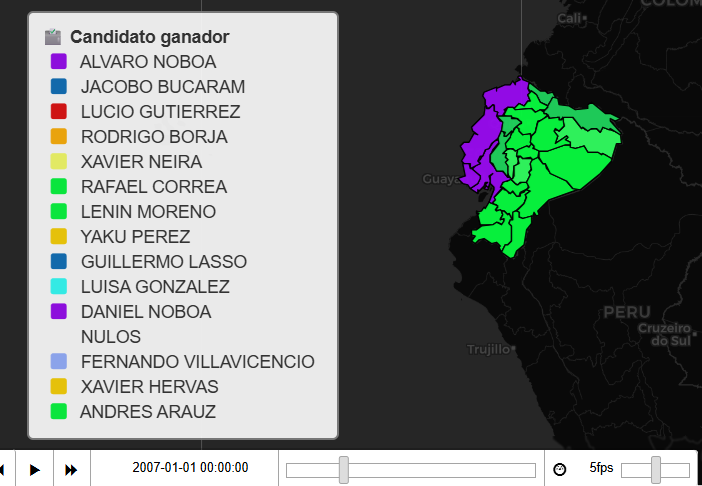 COLOM
Cali
Candidato ganador
ALVARO NOBOA
JACOBO BUCARAM
LUCIO GUTIERREZ
RODRIGO BORJA
XAVIER NEIRA
RAFAEL CORREA
LENIN MORENO
YAKU PEREZ
GUILLERMO LASSO
LUISA GONZALEZ
DANIEL NOBOA
NULOS
FERNANDO VILLAVICENCIO
XAVIER HERVAS
ANDRES ARAUZ
Guaya
PERU
Cruzeiro
do Sul
Trujillo
2007-01-01 00:00:00
5fps